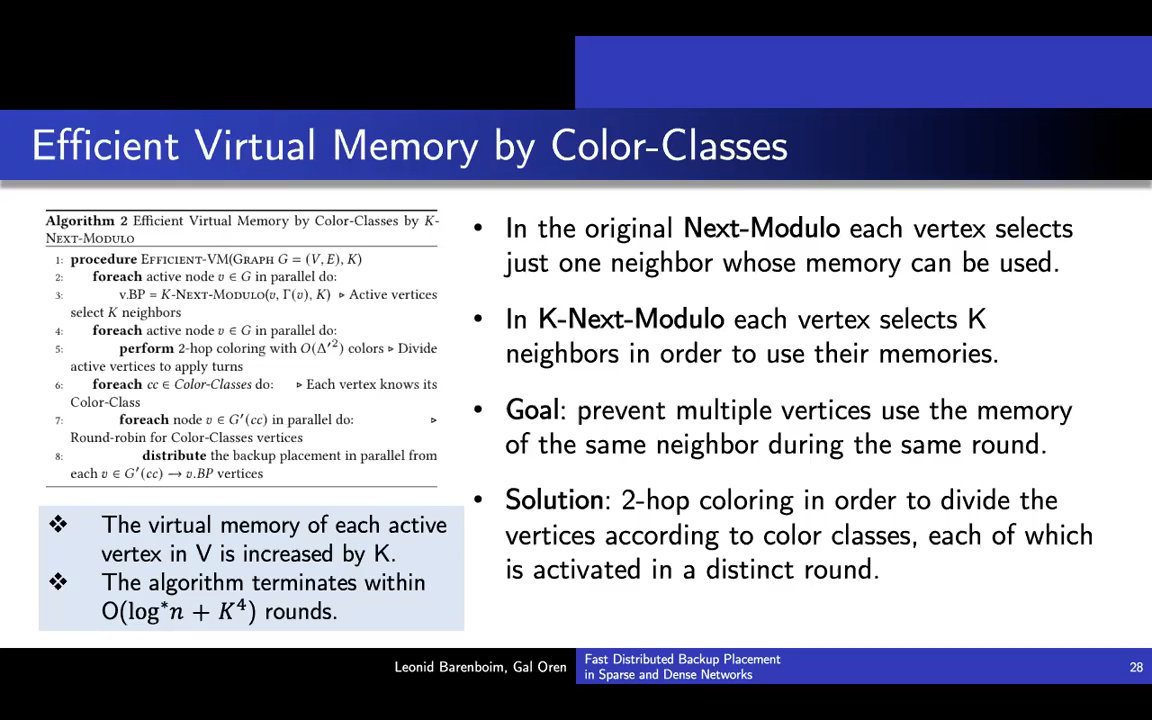 Efficient Virtual Memory by Color-Classes
Algorithm 2 Efficient Virtual Memory by Color-Classes by K-
Next-Modulo
1: procedure Efficient-VM(Graph G = (V, E), K)
2: foreach active node v ∈ G in parallel do:
3: v.BP = K-Next-Modulo(v, Γ(v), K) ▹ Active vertices
select K neighbors
4: foreach active node v ∈ G in parallel do:
5: perform 2-hop coloring with O(Δ′²) colors ▹ Divide
active vertices to apply turns
6: foreach cc ∈ Color-Classes do: ▹ Each vertex knows its
Color-Class
7: foreach node v ∈ G′(cc) in parallel do: ▹
Round-robin for Color-Classes vertices
8: distribute the backup placement in parallel from
each v ∈ G′(cc) → v.BP vertices
❖ The virtual memory of each active
vertex in V is increased by K.
❖ The algorithm terminates within
O(log*n + K⁴) rounds.
• In the original Next-Modulo each vertex selects
just one neighbor whose memory can be used.
• In K-Next-Modulo each vertex selects K
neighbors in order to use their memories.
• Goal: prevent multiple vertices use the memory
of the same neighbor during the same round.
• Solution: 2-hop coloring in order to divide the
vertices according to color classes, each of which
is activated in a distinct round.
Leonid Barenboim, Gal Oren
Fast Distributed Backup Placement
in Sparse and Dense Networks
28